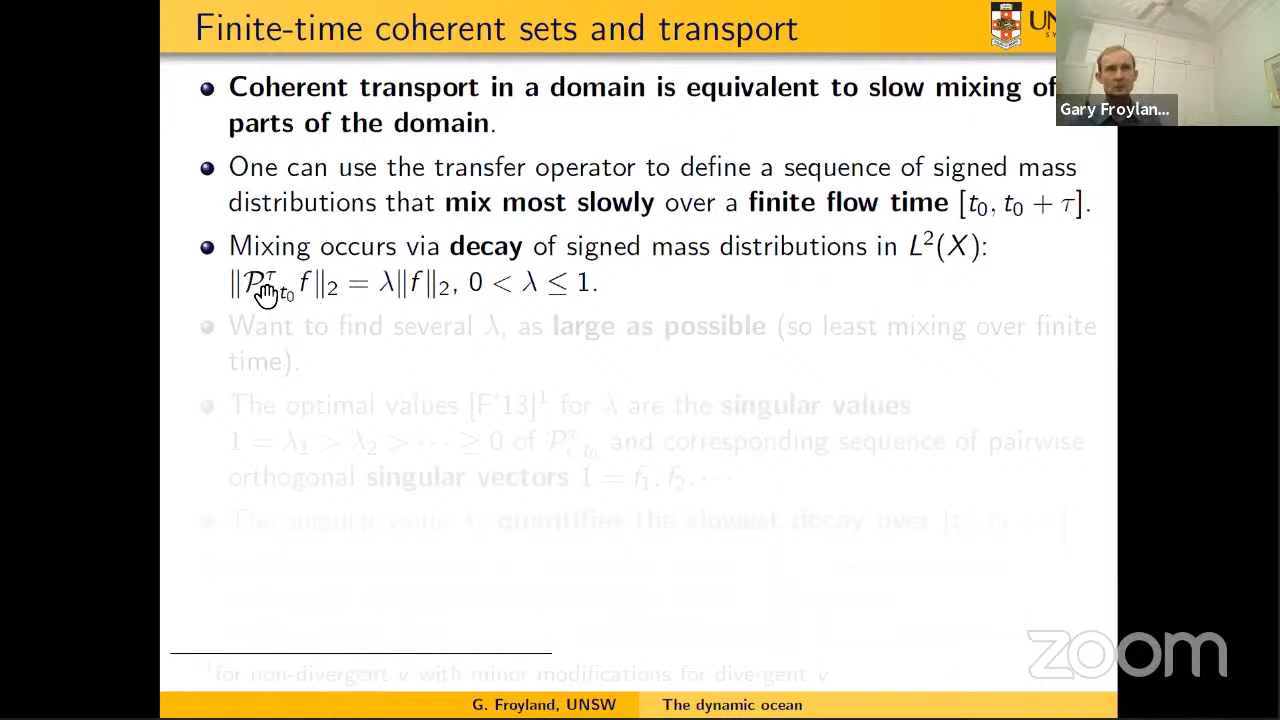 Finite-time coherent sets and transport
Gary Froylan...
Coherent transport in a domain is equivalent to slow mixing of
parts of the domain.
One can use the transfer operator to define a sequence of signed mass
distributions that mix most slowly over a finite flow time [t₀, t₀ + τ].
Mixing occurs via decay of signed mass distributions in L²(X):
‖𝒫^τ_t₀ f‖₂ = λ‖f‖₂, 0 < λ ≤ 1.
Want to find several λ, as large as possible (so least mixing over finite
time).
The optimal values [F'13]¹ for λ are the singular values
1 = λ₁ > λ₂ > ⋯ ≥ 0 of 𝒫^τ_t₀ and corresponding sequence of pairwise
orthogonal singular vectors 1 = f₁, f₂, ⋯
quantifies the slowest decay over
¹for non-divergent v with minor modifications for divergent v
zoom
G. Froyland, UNSW The dynamic ocean